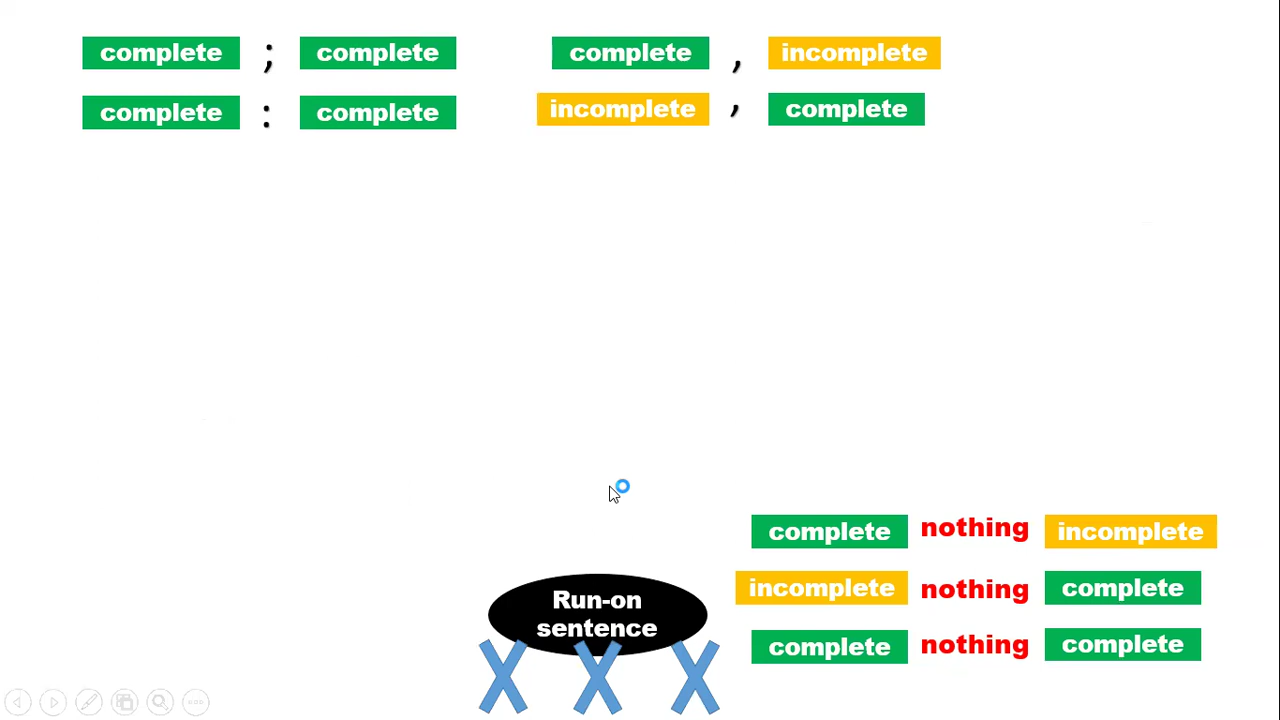 complete ; complete
complete : complete
complete , incomplete
incomplete , complete
complete nothing incomplete
incomplete nothing complete
complete nothing complete
Run-on
sentence